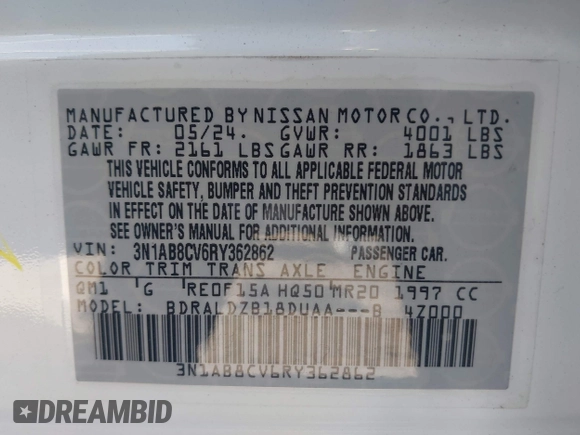 MANUFACTURED BY NISSAN MOTOR CO., LTD.
DATE: 05/24. GVWR: 4001 LBS
GAWR FR: 2161 LBS GAWR RR: 1863 LBS
THIS VEHICLE CONFORMS TO ALL APPLICABLE FEDERAL MOTOR
VEHICLE SAFETY, BUMPER AND THEFT PREVENTION STANDARDS
IN EFFECT ON THE DATE OF MANUFACTURE SHOWN ABOVE.
SEE OWNER'S MANUAL FOR ADDITIONAL INFORMATION.
VIN: 3N1AB8CV6RY362862 PASSENGER CAR.
COLOR TRIM TRANS AXLE ENGINE
QM1 G RE0F15A HQ50 MR20 1997 CC
MODEL: BDRALDZB18DUAA---B 47000
3N1AB8CV6RY362862
DREAMBID